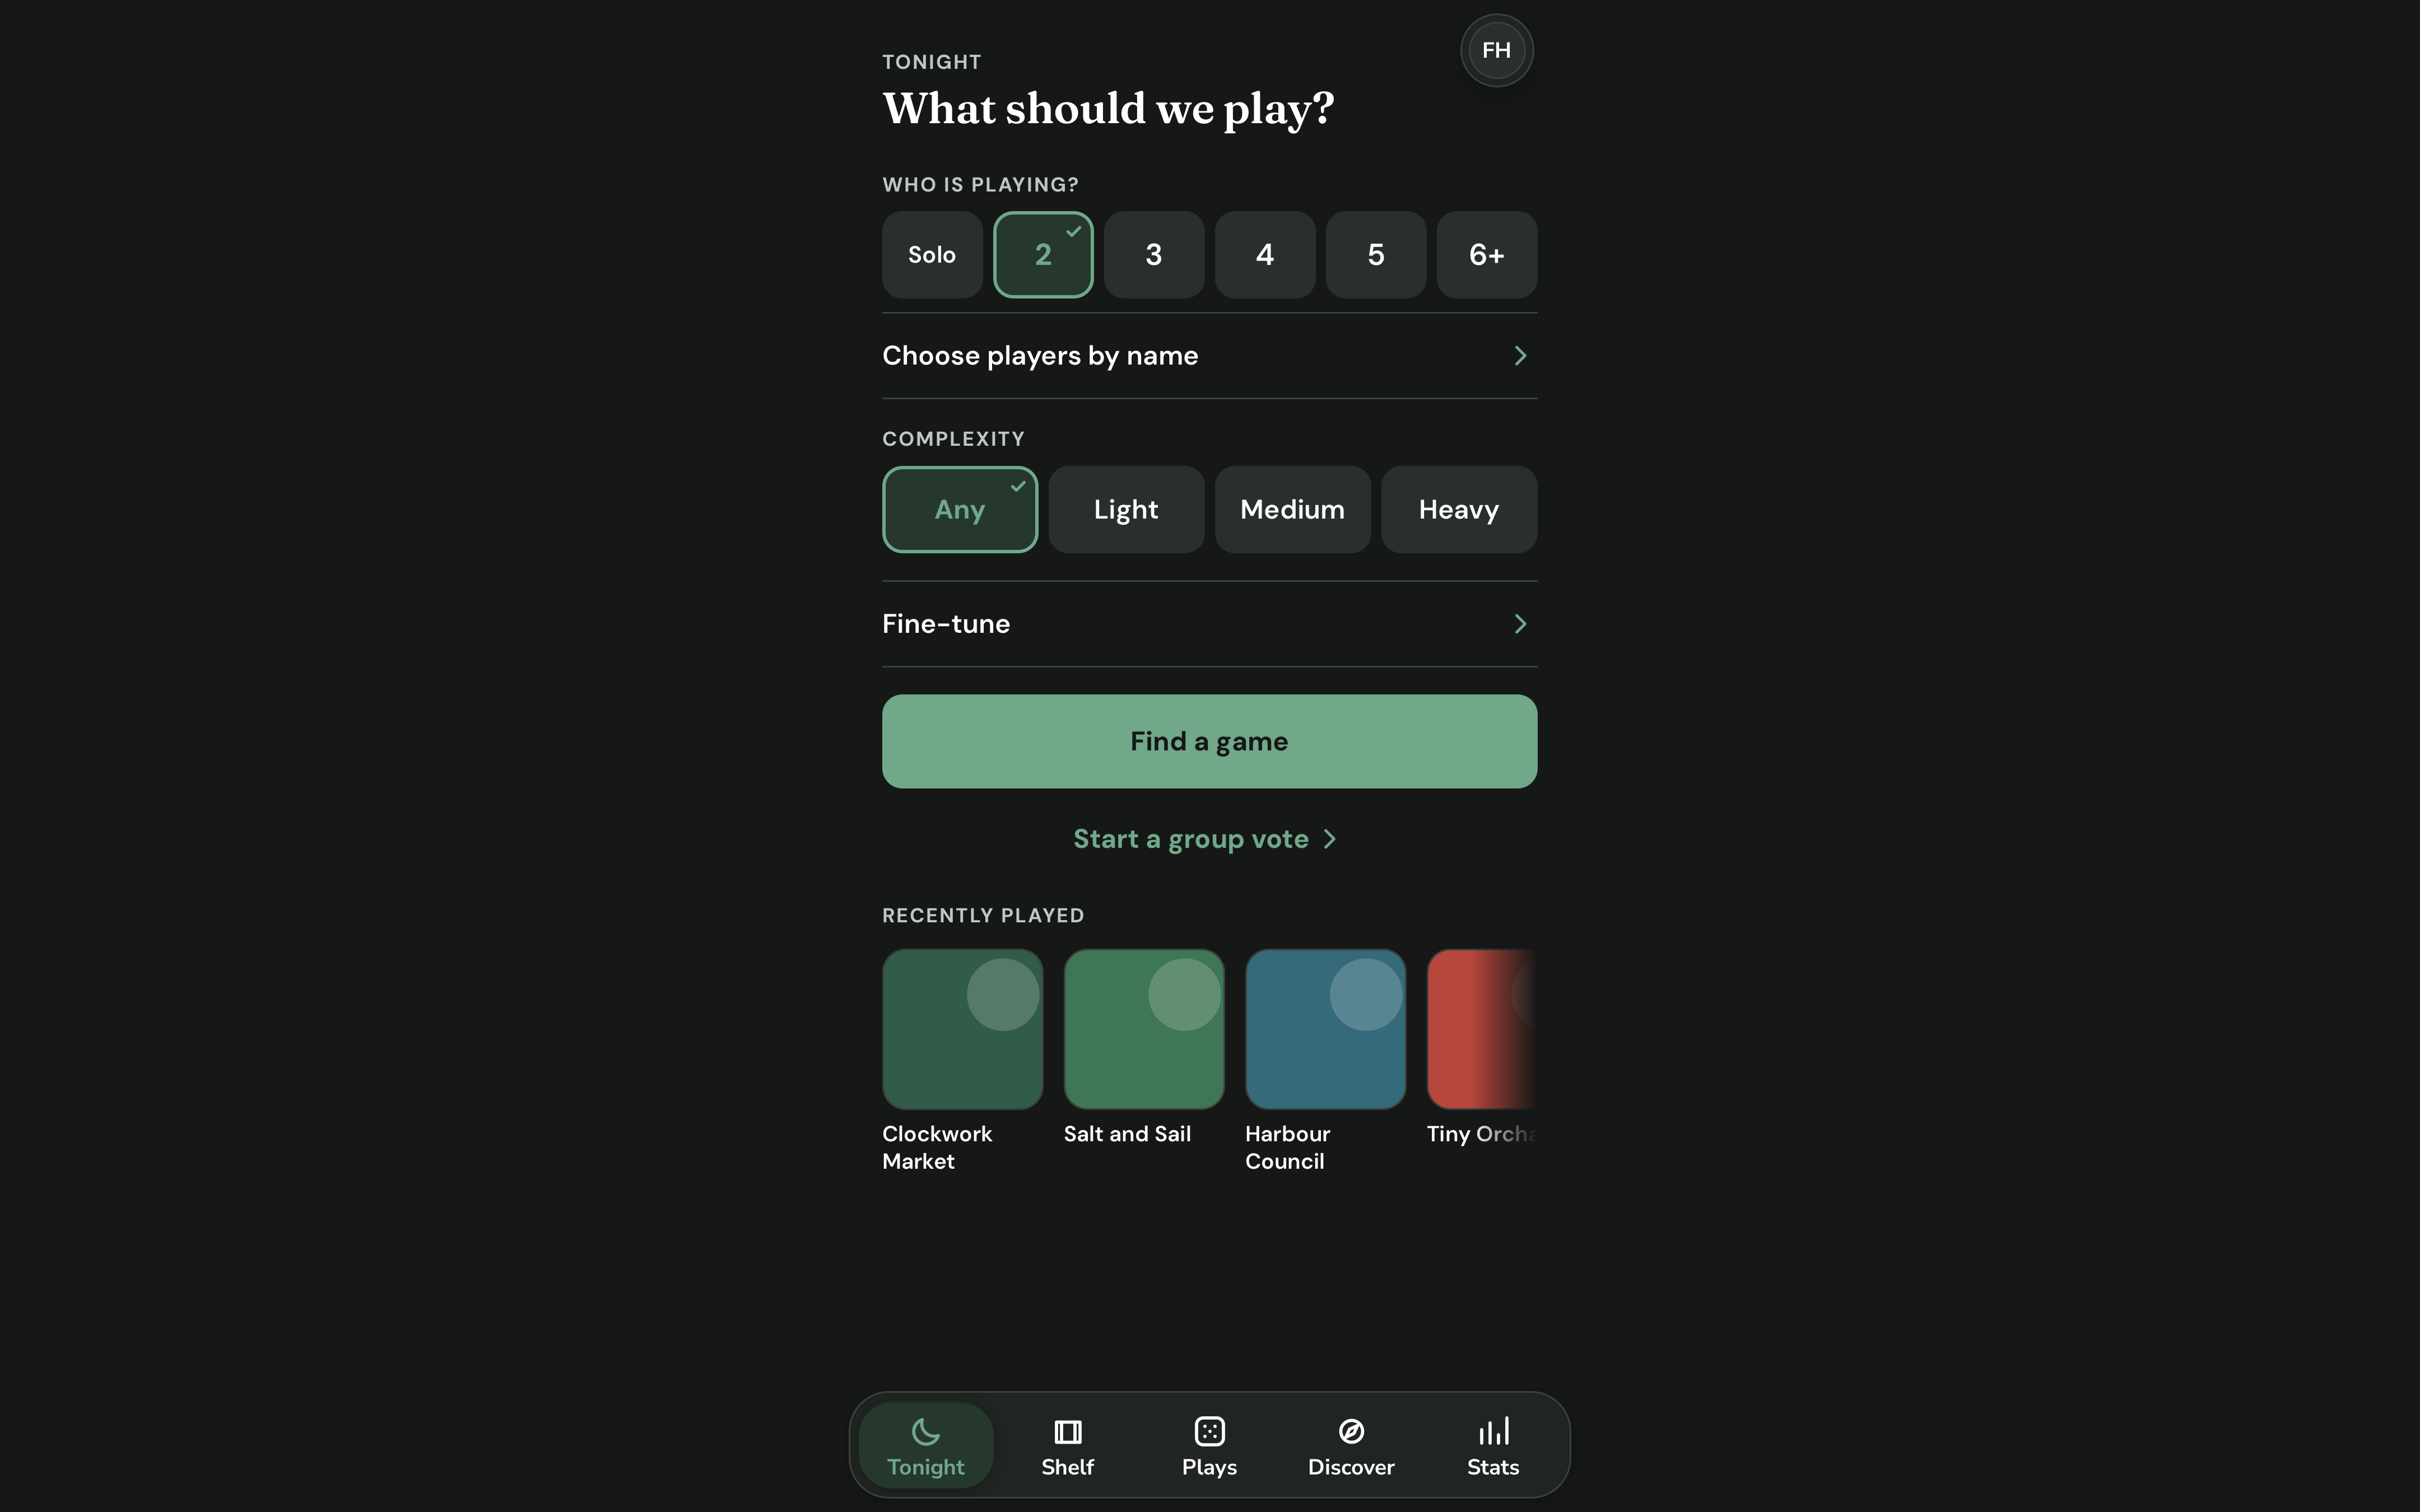 FH
TONIGHT
What should we play?
WHO IS PLAYING?
Solo 2 3 4 5 6+
Choose players by name
COMPLEXITY
Any Light Medium Heavy
Fine-tune
Find a game
Start a group vote
RECENTLY PLAYED
Clockwork
Market
Salt and Sail
Harbour
Council
Tiny Orcha
Tonight Shelf Plays Discover Stats